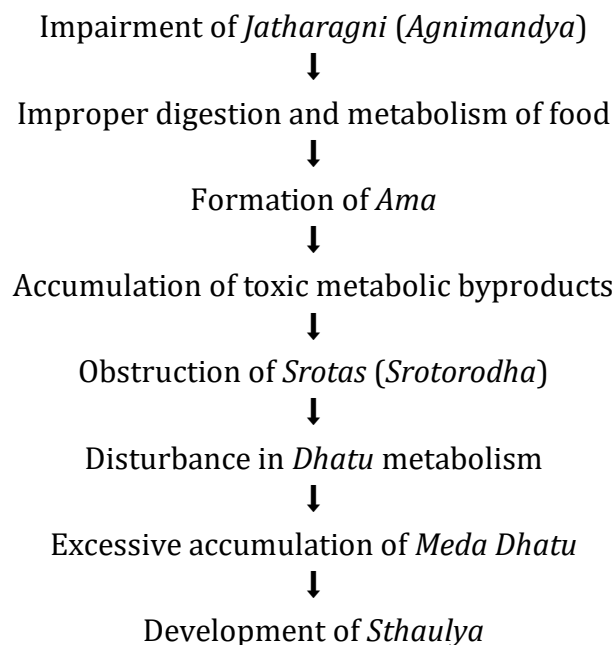 Impairment of Jatharagni (Agnimandya)
Improper digestion and metabolism of food
Formation of Ama
Accumulation of toxic metabolic byproducts
Obstruction of Srotas (Srotorodha)
Disturbance in Dhatu metabolism
Excessive accumulation of Meda Dhatu
Development of Sthaulya